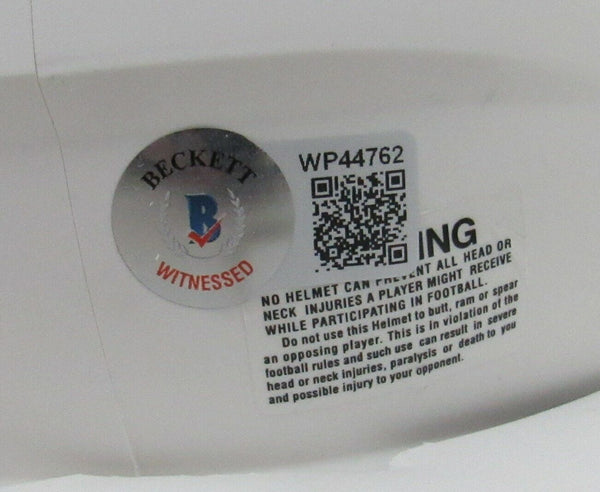 BECKETT
B
WITNESSED
WP44762
ING
NO HELMET CAN PREVENT ALL HEAD OR
NECK INJURIES A PLAYER MIGHT RECEIVE
WHILE PARTICIPATING IN FOOTBALL.
Do not use this Helmet to butt, ram or spear
an opposing player. This is in violation of the
football rules and such use can result in severe
head or neck injuries, paralysis or death to you
and possible injury to your opponent.